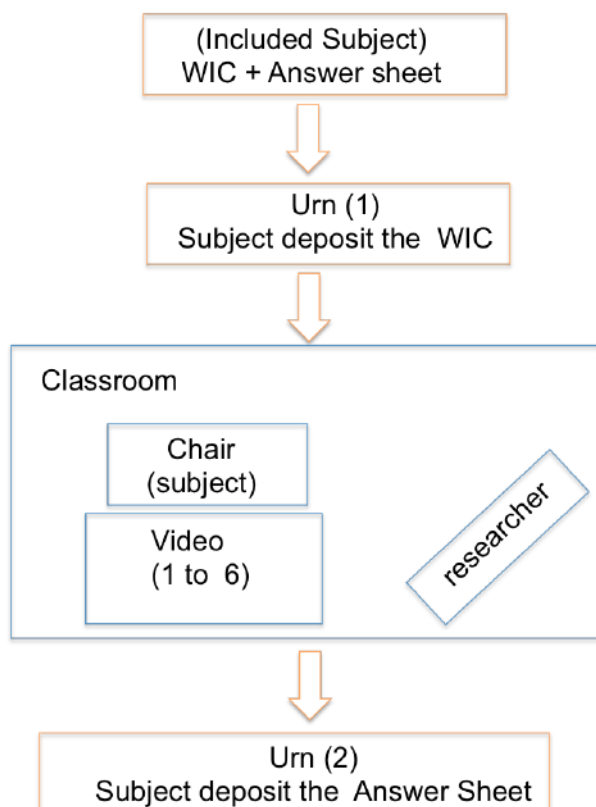 (Included Subject)
WIC + Answer sheet
Urn (1)
Subject deposit the WIC
Classroom
Chair
(subject)
Video
(1 to 6)
researcher
Urn (2)
Subject deposit the Answer Sheet